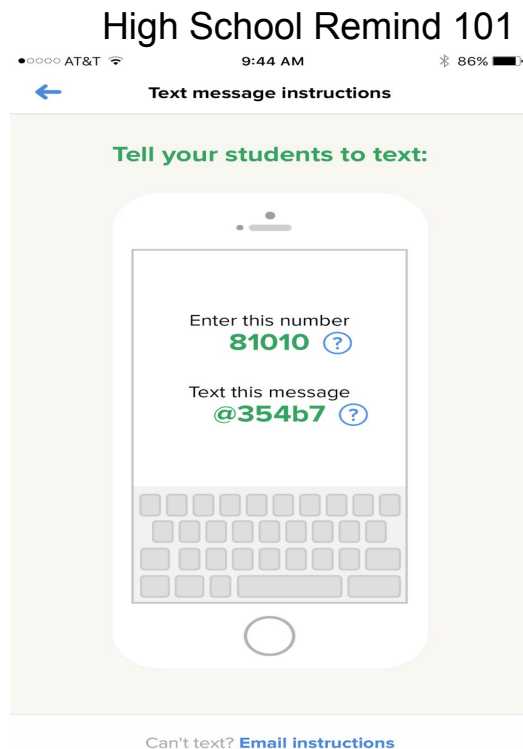 High School Remind 101
AT&T 9:44 AM 86%
Text message instructions
Tell your students to text:
Enter this number
81010 ?
Text this message
@354b7 ?
Can't text? Email instructions